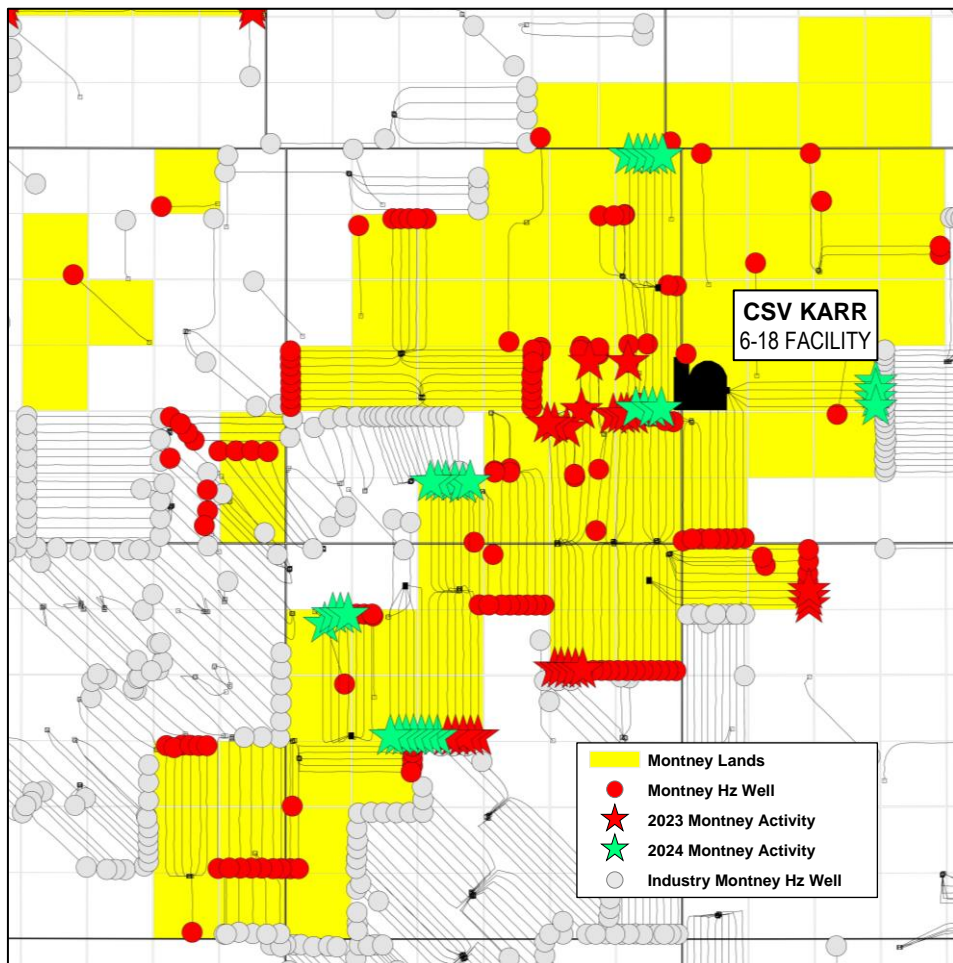 CSV KARR
6-18 FACILITY
Montney Lands
Montney Hz Well
2023 Montney Activity
2024 Montney Activity
Industry Montney Hz Well